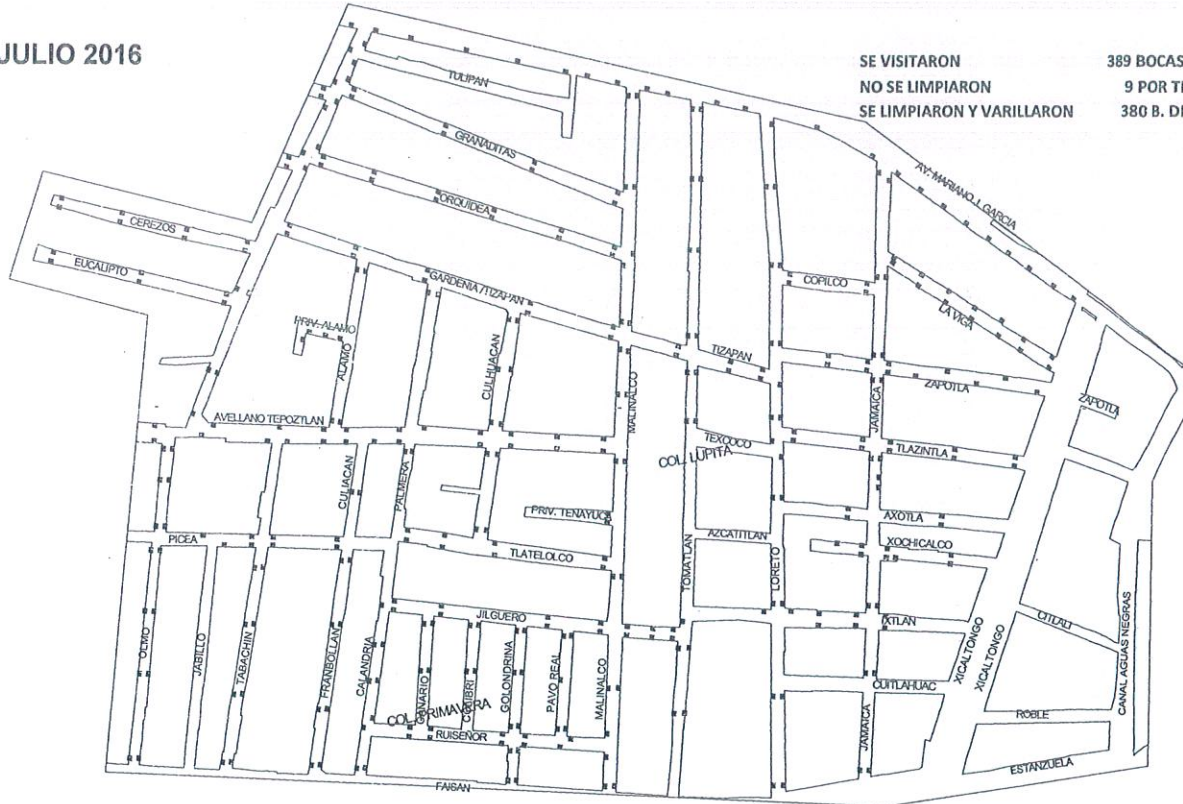 JULIO 2016
SE VISITARON 389 BOCAS
NO SE LIMPIARON 9 POR
SE LIMPIARON Y VARILLARON 380 B.
TULIPAN
GRANADITAS
ORQUIDEA
CEREZOS
EUCALIPTO
GARDENIA /TIZAPAN
AV. MARIANO J. GARCIA
COPILCO
LA VIGA
PRIV. ALAMO
ALAMO
CULHUACAN
MALINALCO
TIZAPAN
ZAPOTLA
ZAPOTLA
JAMAICA
AVELLANO TEPOZTLAN
TEXCOCO
TLAZINTLA
COL. LUPITA
CULIACAN
PALMERA
PRIV. TENAYUCA
AXOTLA
AZCATITLAN
XOCHICALCO
PICEA
TLATELOLCO
TOMATLAN
LORETO
JILGUERO
IXTLAN
CITLALI
CANAL AGUAS NEGRAS
OLMO
JABILLO
TABACHIN
FRANBOLLAN
CALANDRIA
CANARIO
COLIBRI
GOLONDRINA
PAVO REAL
MALINALCO
XICALTONGO
XICALTONGO
CUITLAHUAC
COL. PRIMAVERA
JAMAICA
ROBLE
RUISEÑOR
ESTANZUELA
FAISAN